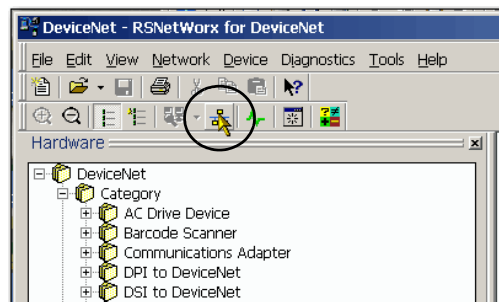 DeviceNet - RSNetWorx for DeviceNet
File Edit View Network Device Diagnostics Tools Help
Hardware
DeviceNet
Category
AC Drive Device
Barcode Scanner
Communications Adapter
DPI to DeviceNet
DSI to DeviceNet